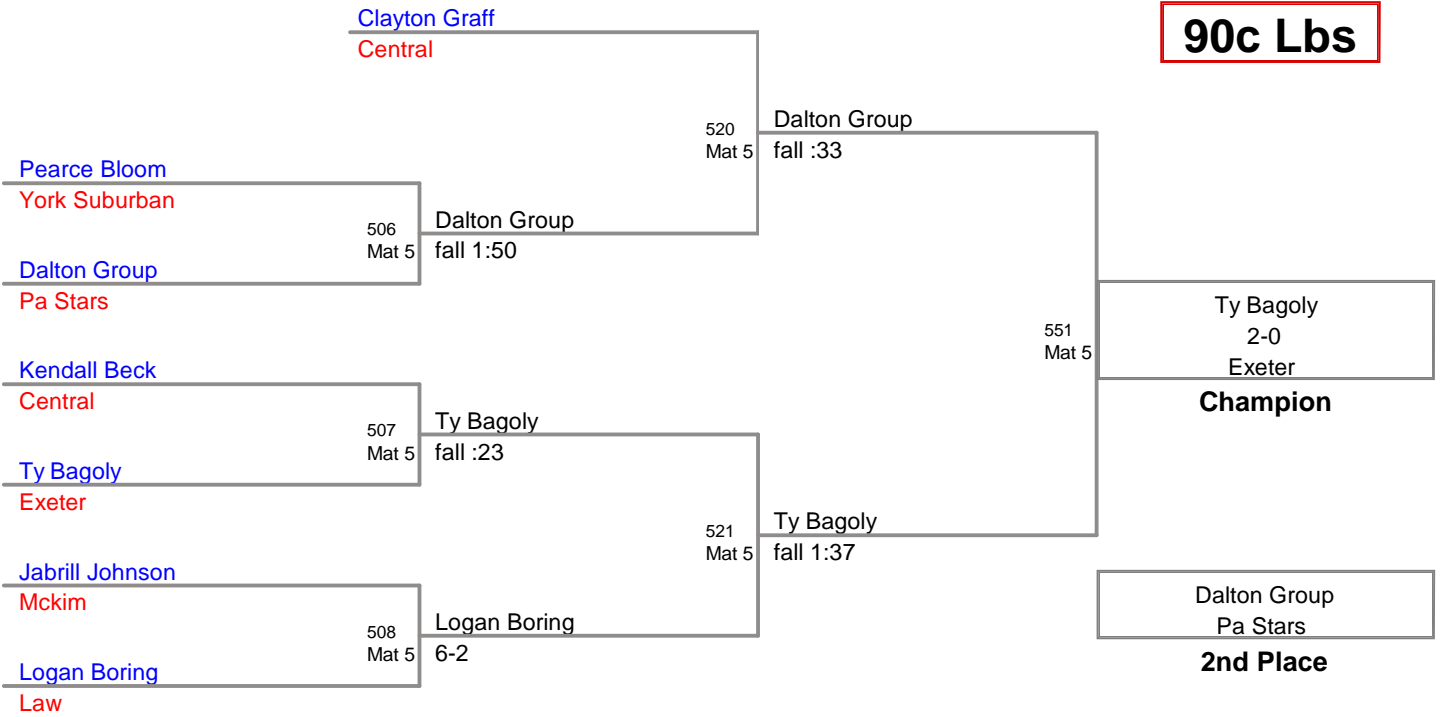 Clayton Graff
Central
90c Lbs
520
Mat 5
Dalton Group
fall :33
Pearce Bloom
York Suburban
506
Mat 5
Dalton Group
fall 1:50
Dalton Group
Pa Stars
551
Mat 5
Ty Bagoly
2-0
Exeter
Champion
Kendall Beck
Central
507
Mat 5
Ty Bagoly
fall :23
Ty Bagoly
Exeter
521
Mat 5
Ty Bagoly
fall 1:37
Jabrill Johnson
Mckim
508
Mat 5
Logan Boring
6-2
Logan Boring
Law
Dalton Group
Pa Stars
2nd Place